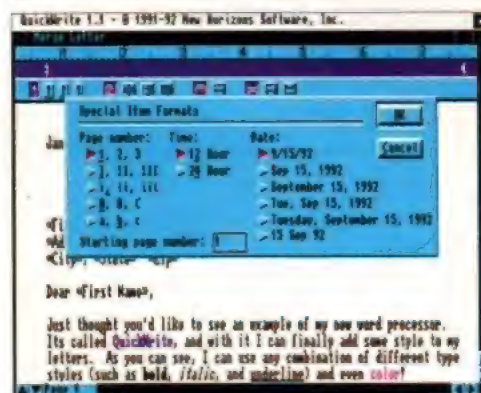 QuickWrite 1.1 - © 1991-92 New Horizons Software, Inc.
Merge Letter
Special Item Formats
OK
Page number: Time: Date:
1, 2, 3 12 Hour 9/15/92
I, II, III 24 Hour Sep 15, 1992
i, ii, iii September 15, 1992
A, B, C Tue, Sep 15, 1992
a, b, c Tuesday, September 15, 1992
15 Sep 92
Starting page number:
Cancel
Dear «First Name»,
Just thought you'd like to see an example of my new word processor.
Its called QuickWrite, and with it I can finally add some style to my
letters. As you can see, I can use any combination of different type
styles (such as bold, italic, and underline) and even color!